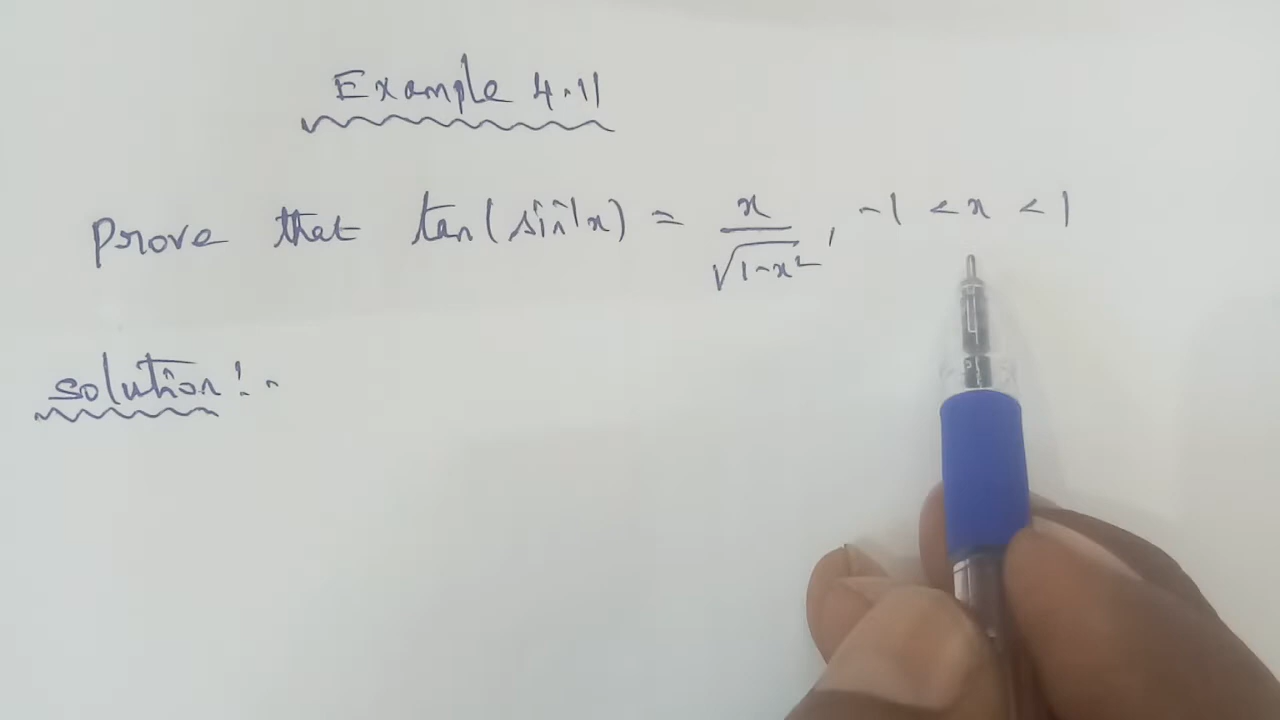 Example 4.11
Prove that tan(sin⁻¹x) = x/√(1-x²), -1 < x < 1
solution:-